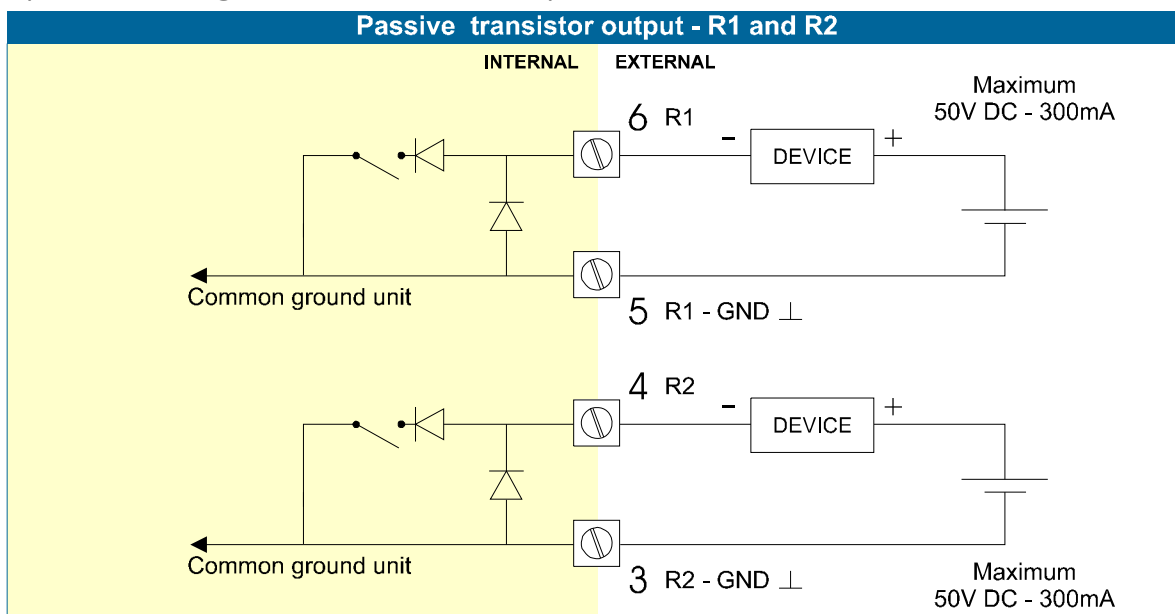 Passive transistor output - R1 and R2
INTERNAL EXTERNAL
Maximum
50V DC - 300mA
6 R1
- DEVICE +
Common ground unit
5 R1 - GND ⊥
4 R2
- DEVICE +
Common ground unit
3 R2 - GND ⊥
Maximum
50V DC - 300mA